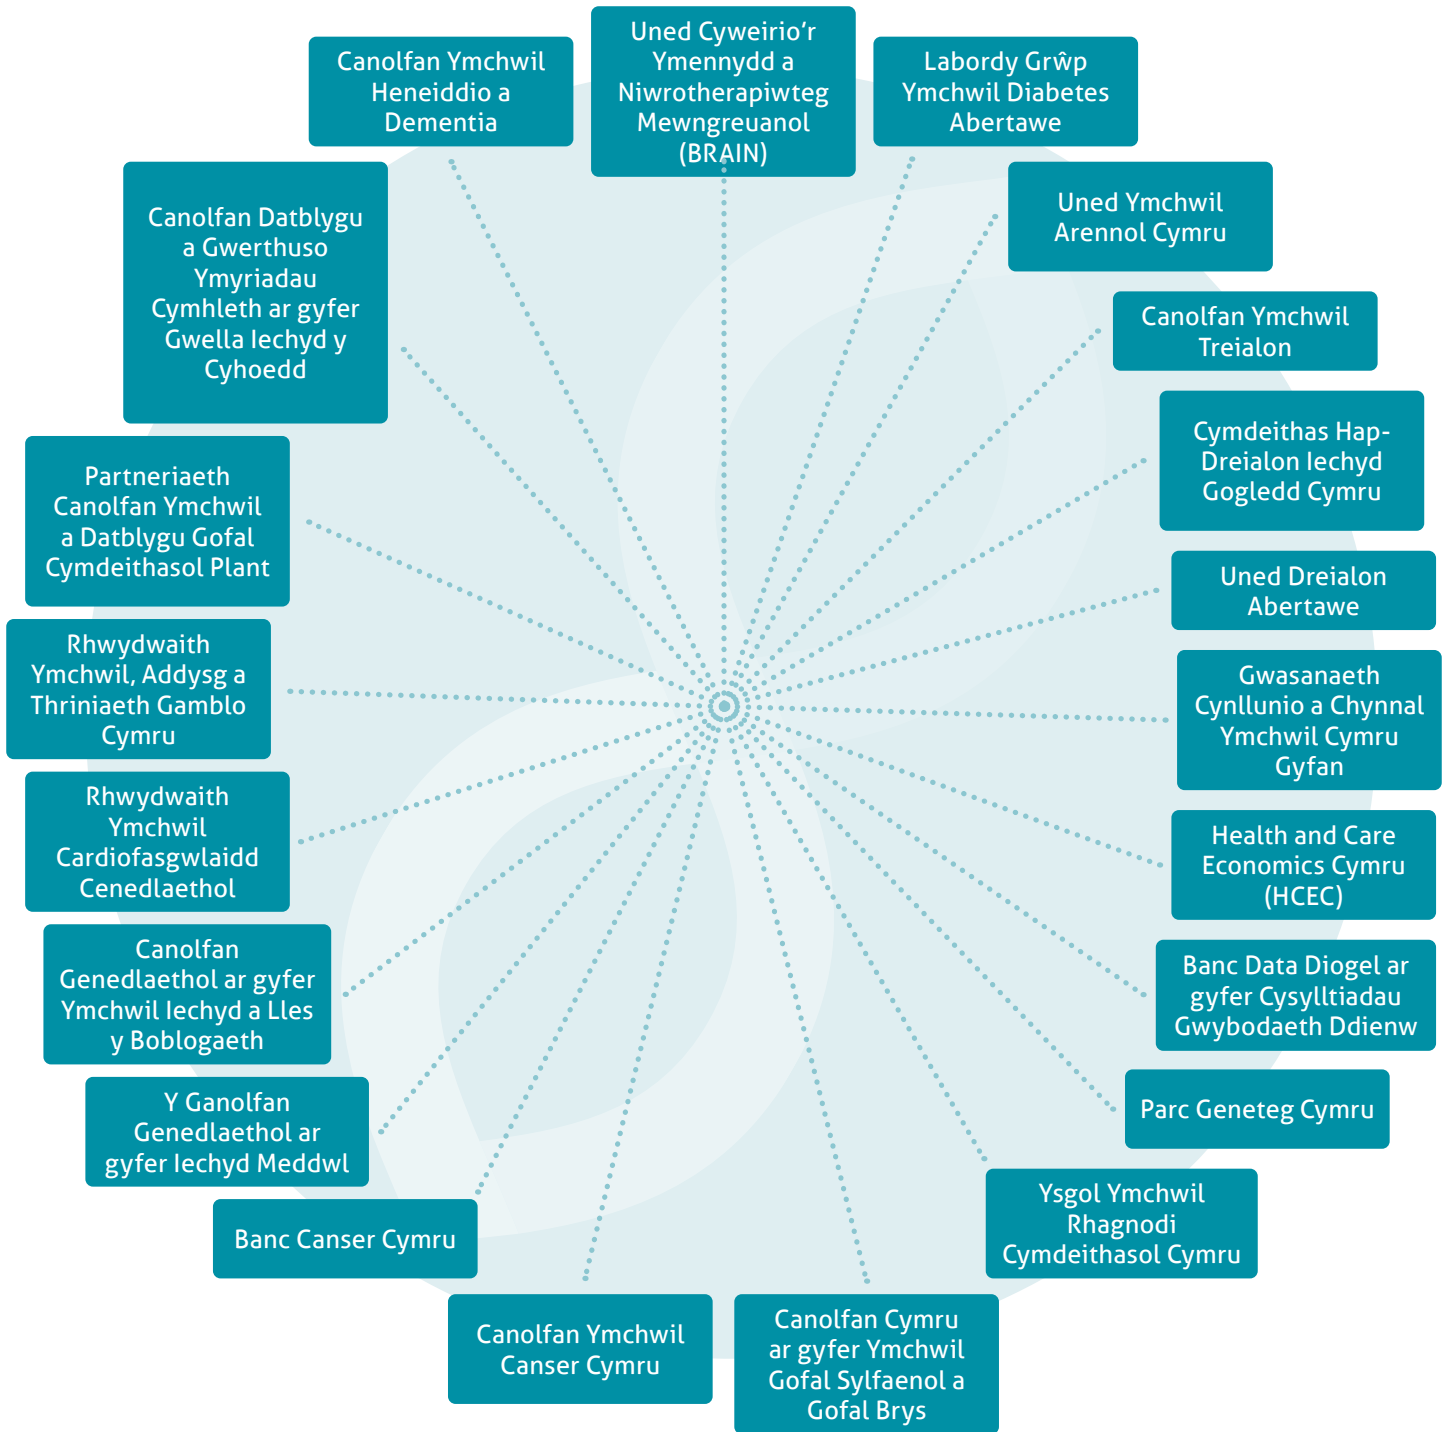 Uned Cyweirio’r
Ymennydd a
Niwrotherapiwteg
Mewngreuanol
(BRAIN)
Labordy Grŵp
Ymchwil Diabetes
Abertawe
Uned Ymchwil
Arennol Cymru
Canolfan Ymchwil
Treialon
Cymdeithas Hap-
Dreialon Iechyd
Gogledd Cymru
Uned Dreialon
Abertawe
Gwasanaeth
Cynllunio a Chynnal
Ymchwil Cymru
Gyfan
Health and Care
Economics Cymru
(HCEC)
Banc Data Diogel ar
gyfer Cysylltiadau
Gwybodaeth Ddienw
Parc Geneteg Cymru
Ysgol Ymchwil
Rhagnodi
Cymdeithasol Cymru
Canolfan Cymru
ar gyfer Ymchwil
Gofal Sylfaenol a
Gofal Brys
Canolfan Ymchwil
Canser Cymru
Banc Canser Cymru
Y Ganolfan
Genedlaethol ar
gyfer Iechyd Meddwl
Canolfan
Genedlaethol ar gyfer
Ymchwil Iechyd a Lles
y Boblogaeth
Rhwydwaith
Ymchwil
Cardiofasgwlaidd
Cenedlaethol
Rhwydwaith
Ymchwil, Addysg a
Thriniaeth Gamblo
Cymru
Partneriaeth
Canolfan Ymchwil
a Datblygu Gofal
Cymdeithasol Plant
Canolfan Datblygu
a Gwerthuso
Ymyriadau
Cymhleth ar gyfer
Gwella Iechyd y
Cyhoedd
Canolfan Ymchwil
Heneiddio a
Dementia